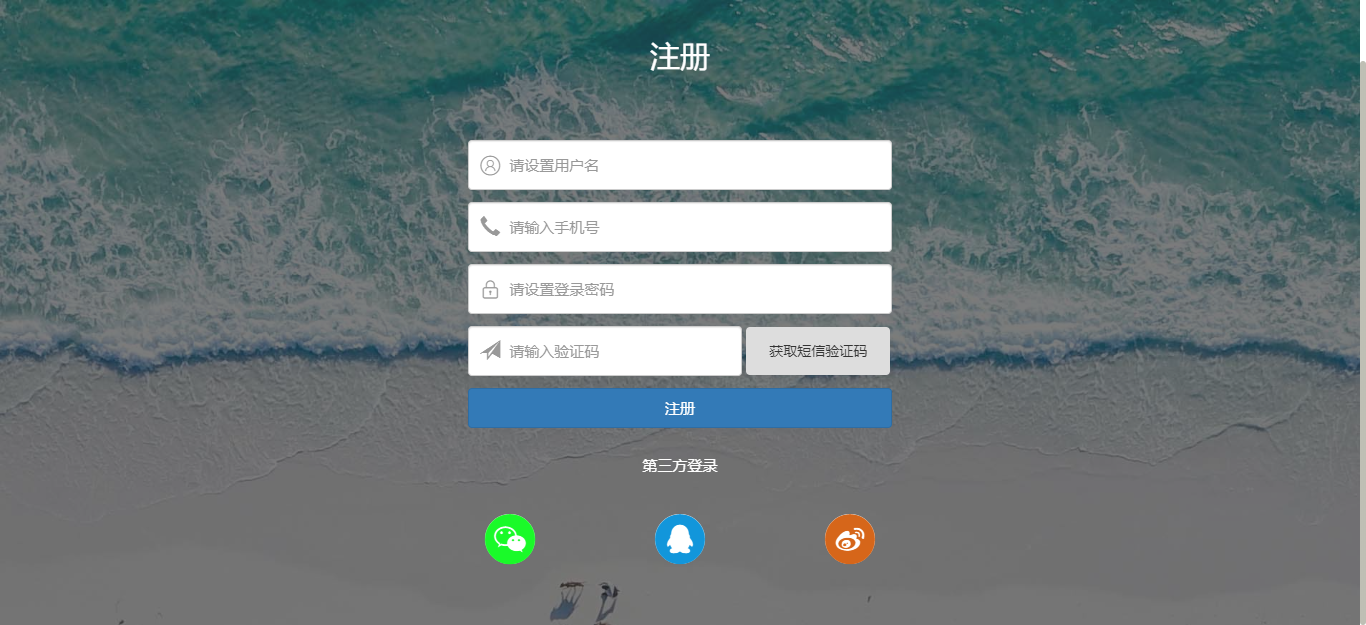 注册
请设置用户名
请输入手机号
请设置登录密码
请输入验证码
获取短信验证码
注册
第三方登录